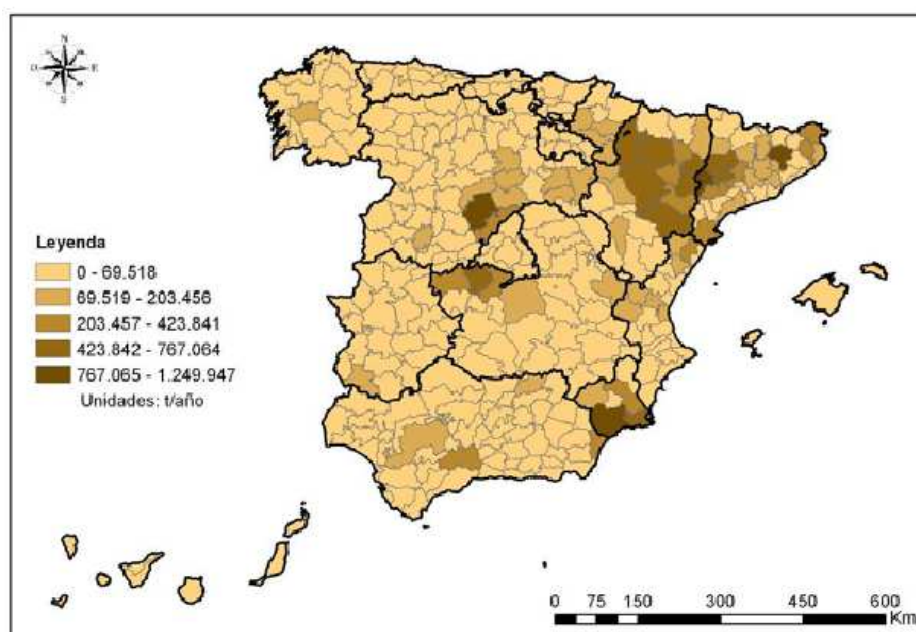 N
O E
S
Leyenda
0 - 69.518
69.519 - 203.456
203.457 - 423.841
423.842 - 767.064
767.065 - 1.249.947
Unidades: t/año
0 75 150 300 450 600
Km